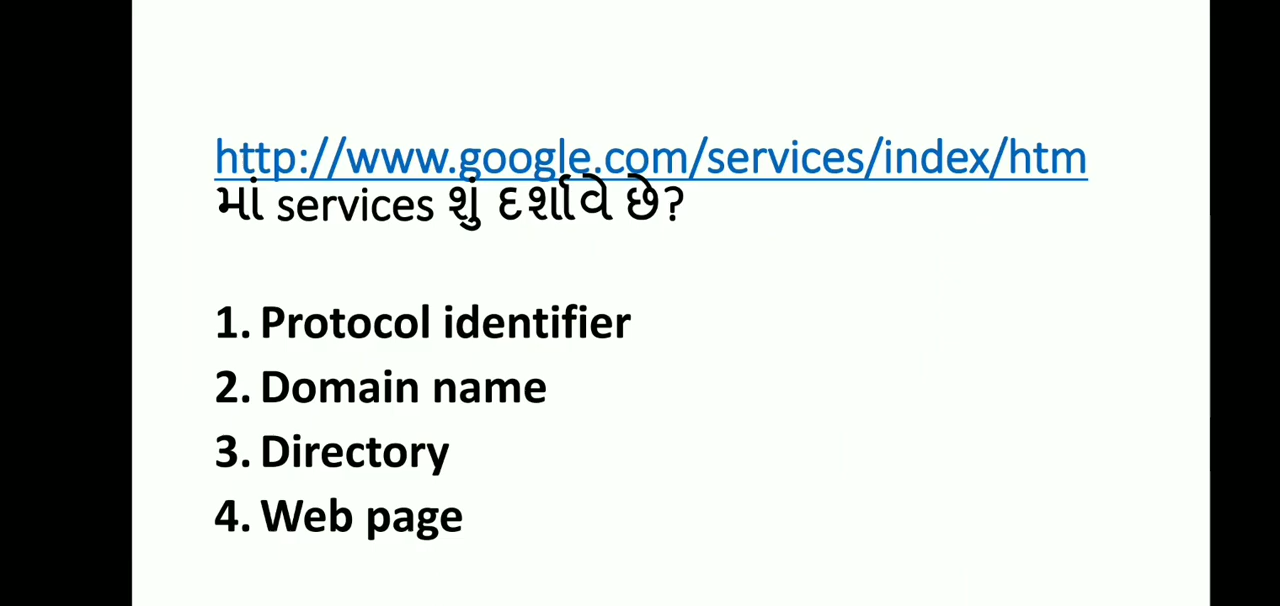 http://www.google.com/services/index/htm
માં services શું દર્શાવે છે?
1. Protocol identifier
2. Domain name
3. Directory
4. Web page